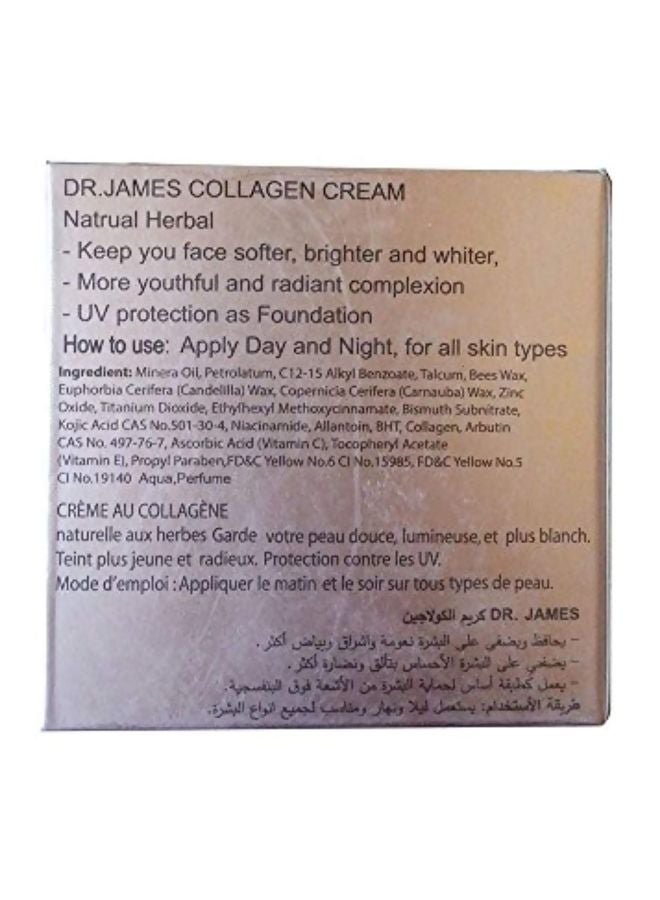 DR.JAMES COLLAGEN CREAM
Natrual Herbal
- Keep you face softer, brighter and whiter,
- More youthful and radiant complexion
- UV protection as Foundation
How to use: Apply Day and Night, for all skin types
Ingredient: Minera Oil, Petrolatum, C12-15 Alkyl Benzoate, Talcum, Bees Wax,
Euphorbia Cerifera (Candelilla) Wax, Copernicia Cerifera (Carnauba) Wax, Zinc
Oxide, Titanium Dioxide, Ethylhexyl Methoxycinnamate, Bismuth Subnitrate,
Kojic Acid CAS No.501-30-4, Niacinamide, Allantoin, BHT, Collagen, Arbutin
CAS No. 497-76-7, Ascorbic Acid (Vitamin C), Tocopheryl Acetate
(Vitamin E), Propyl Paraben,FD&C Yellow No.6 CI No.15985, FD&C Yellow No.5
CI No.19140 Aqua,Perfume
CRÈME AU COLLAGÈNE
naturelle aux herbes Garde votre peau douce, lumineuse, et plus blanch.
Teint plus jeune et radieux. Protection contre les UV.
Mode d'emploi :Appliquer le matin et le soir sur tous types de peau.
DR. JAMES كريم الكولاجين
- يحافظ ويضفي على البشرة نعومة واشراق وبياض أكثر .
- يضفي على البشرة الأحساس بتألق ونضارة أكثر .
- يعمل كطبقة أساس لحماية البشرة من الأشعة فوق البنفسجية.
طريقة الأستخدام: يستعمل ليلا ونهار ومناسب لجميع انواع البشرة.